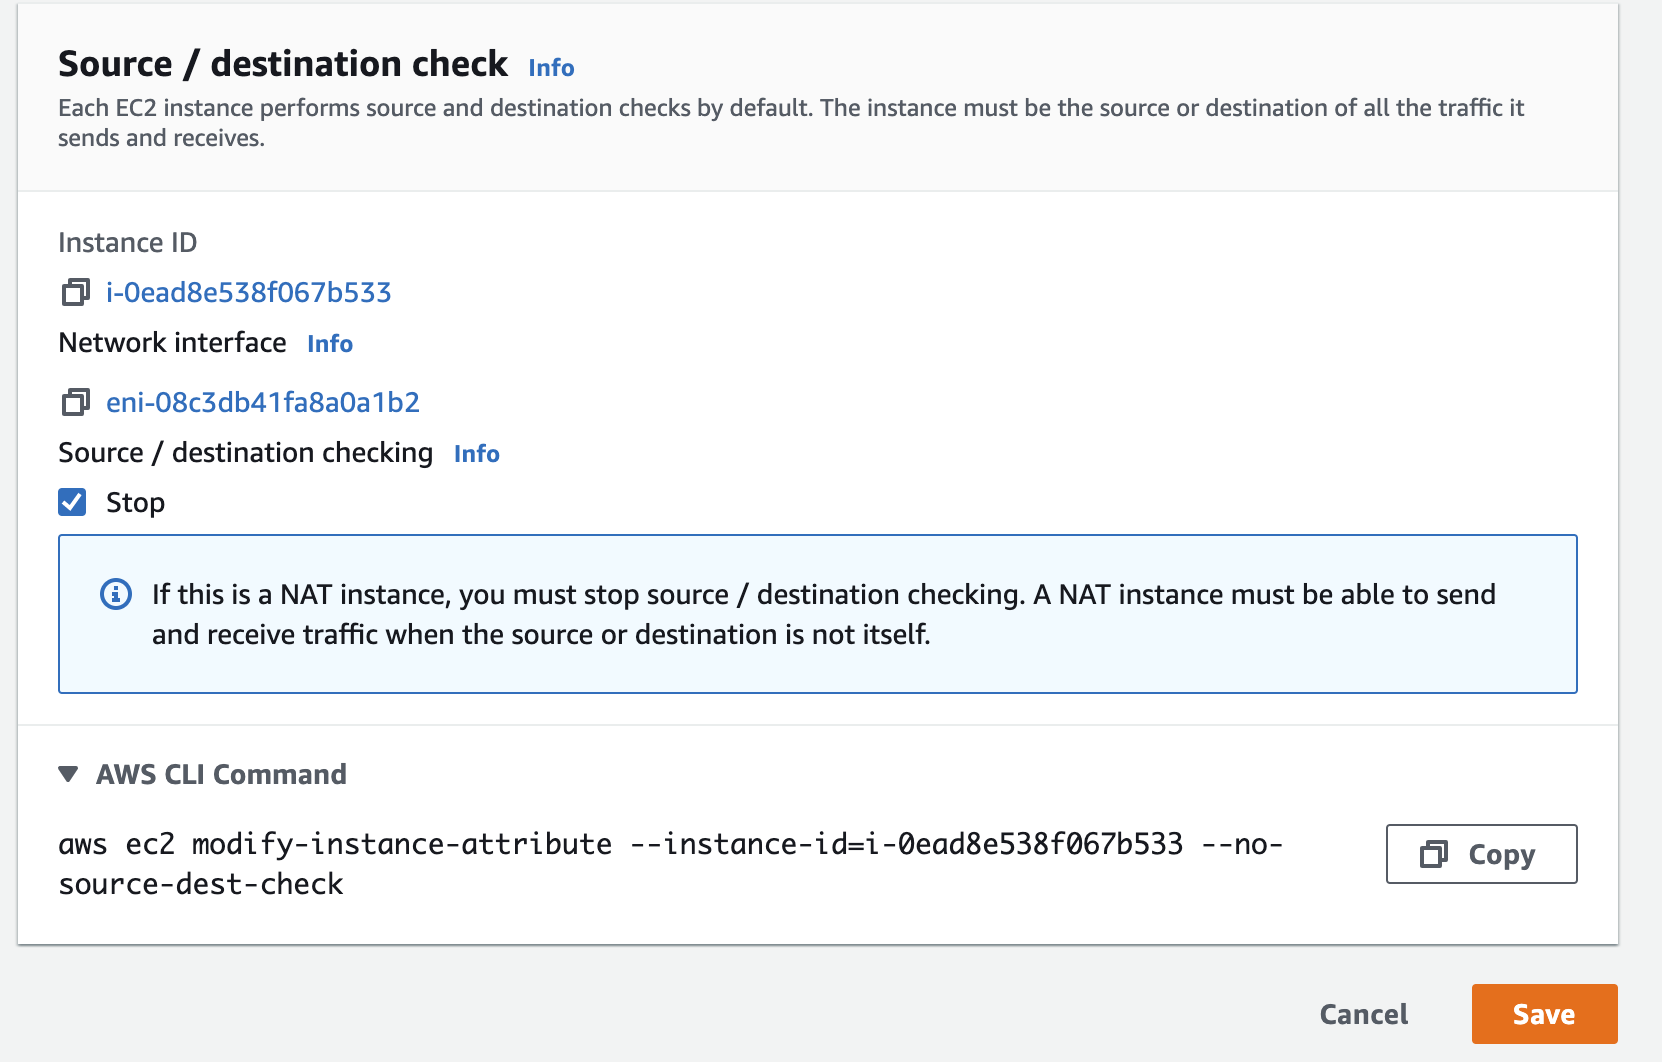 Source / destination check Info
Each EC2 instance performs source and destination checks by default. The instance must be the source or destination of all the traffic it
sends and receives.
Instance ID
i-0ead8e538f067b533
Network interface Info
eni-08c3db41fa8a0a1b2
Source / destination checking Info
Stop
If this is a NAT instance, you must stop source / destination checking. A NAT instance must be able to send
and receive traffic when the source or destination is not itself.
AWS CLI Command
aws ec2 modify-instance-attribute --instance-id=i-0ead8e538f067b533 --no-
source-dest-check
Copy
Cancel
Save